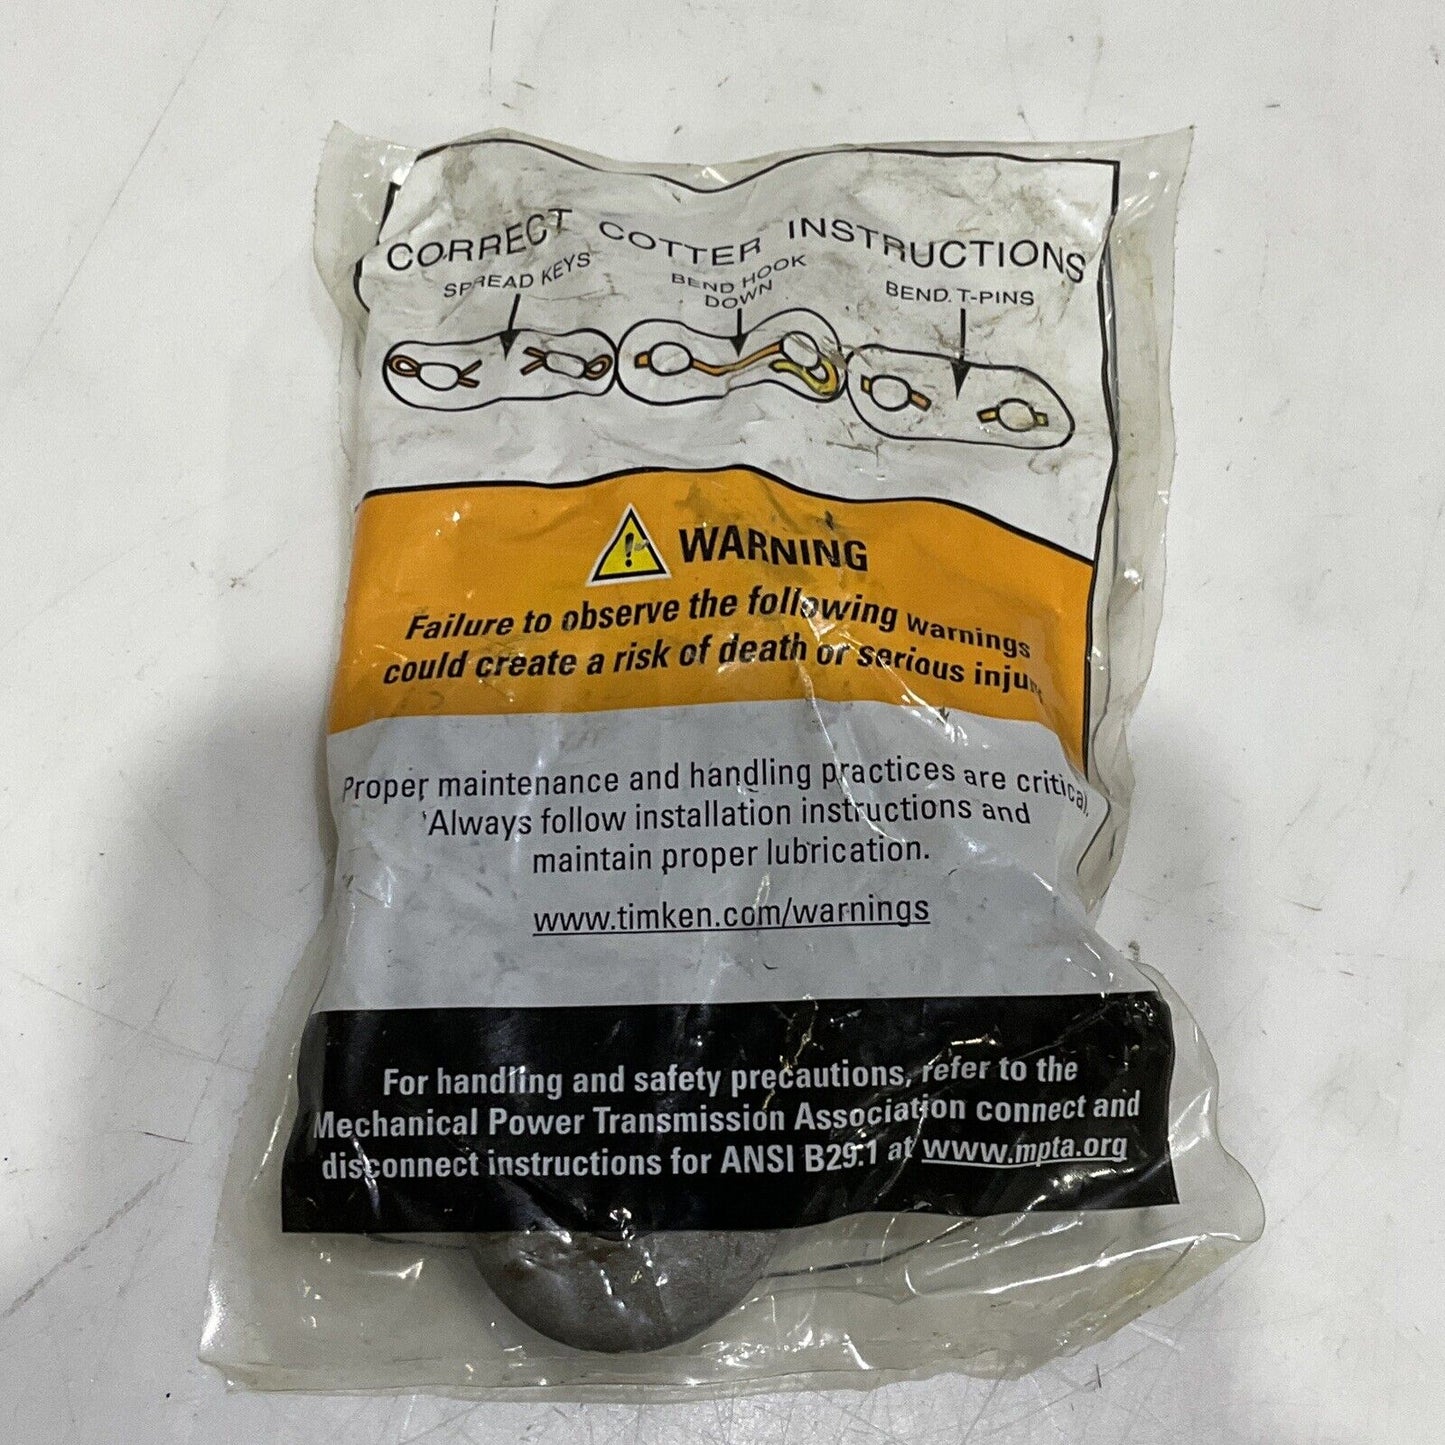 CORRECT COTTER INSTRUCTIONS
SPREAD KEYS
BEND HOOK
DOWN
BEND T-PINS
WARNING
Failure to observe the following warnings
could create a risk of death or serious injury
Proper maintenance and handling practices are critical.
Always follow installation instructions and
maintain proper lubrication.
www.timken.com/warnings
For handling and safety precautions, refer to the
Mechanical Power Transmission Association connect and
disconnect instructions for ANSI B29.1 at www.mpta.org